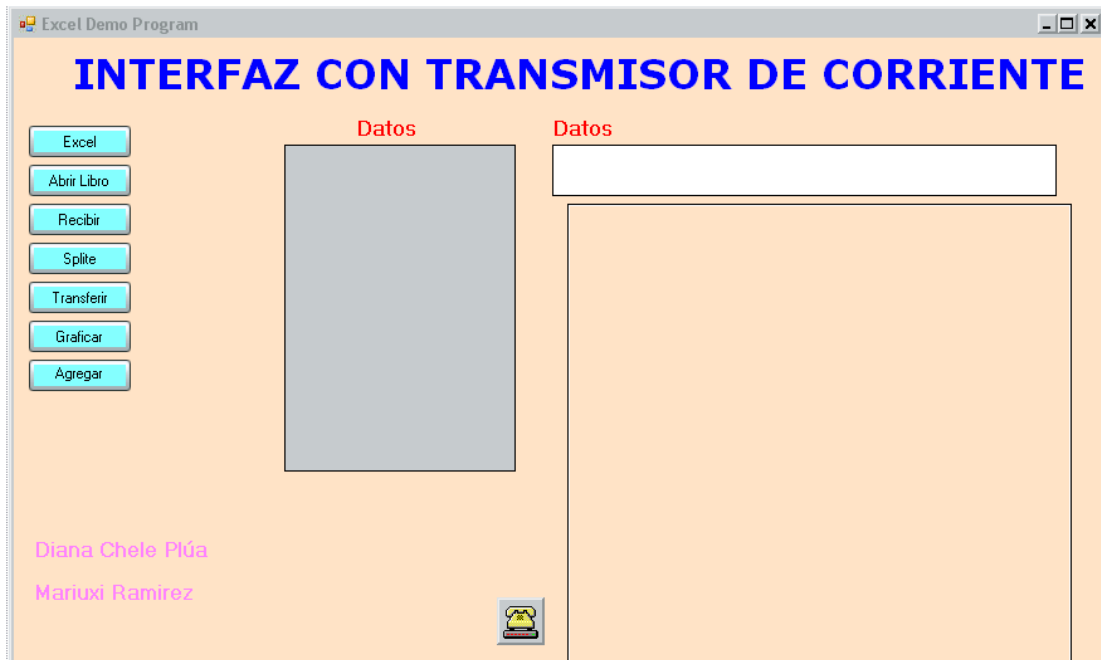 Excel Demo Program
INTERFAZ CON TRANSMISOR DE CORRIENTE
Datos
Datos
Excel
Abrir Libro
Recibir
Splite
Transferir
Graficar
Agregar
Diana Chele Plúa
Mariuxi Ramirez